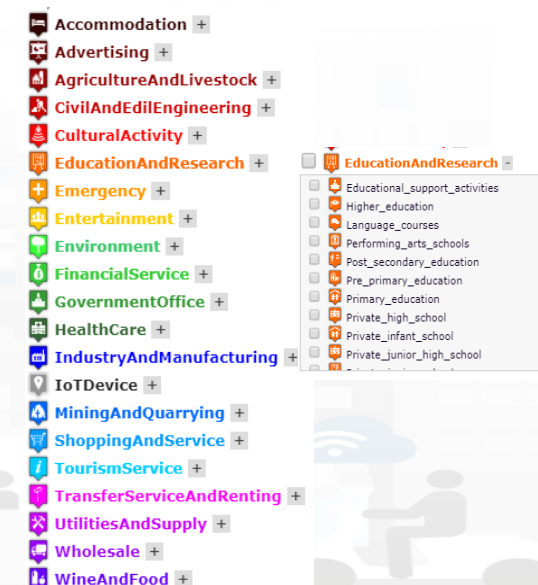 Accommodation +
Advertising +
AgricultureAndLivestock +
CivilAndEdilEngineering +
CulturalActivity +
EducationAndResearch +
Emergency +
Entertainment +
Environment +
FinancialService +
GovernmentOffice +
HealthCare +
IndustryAndManufacturing +
IoTDevice +
MiningAndQuarrying +
ShoppingAndService +
TourismService +
TransferServiceAndRenting +
UtilitiesAndSupply +
Wholesale +
WineAndFood +
EducationAndResearch -
Educational_support_activities
Higher_education
Language_courses
Performing_arts_schools
Post_secondary_education
Pre_primary_education
Primary_education
Private_high_school
Private_infant_school
Private_junior_high_school